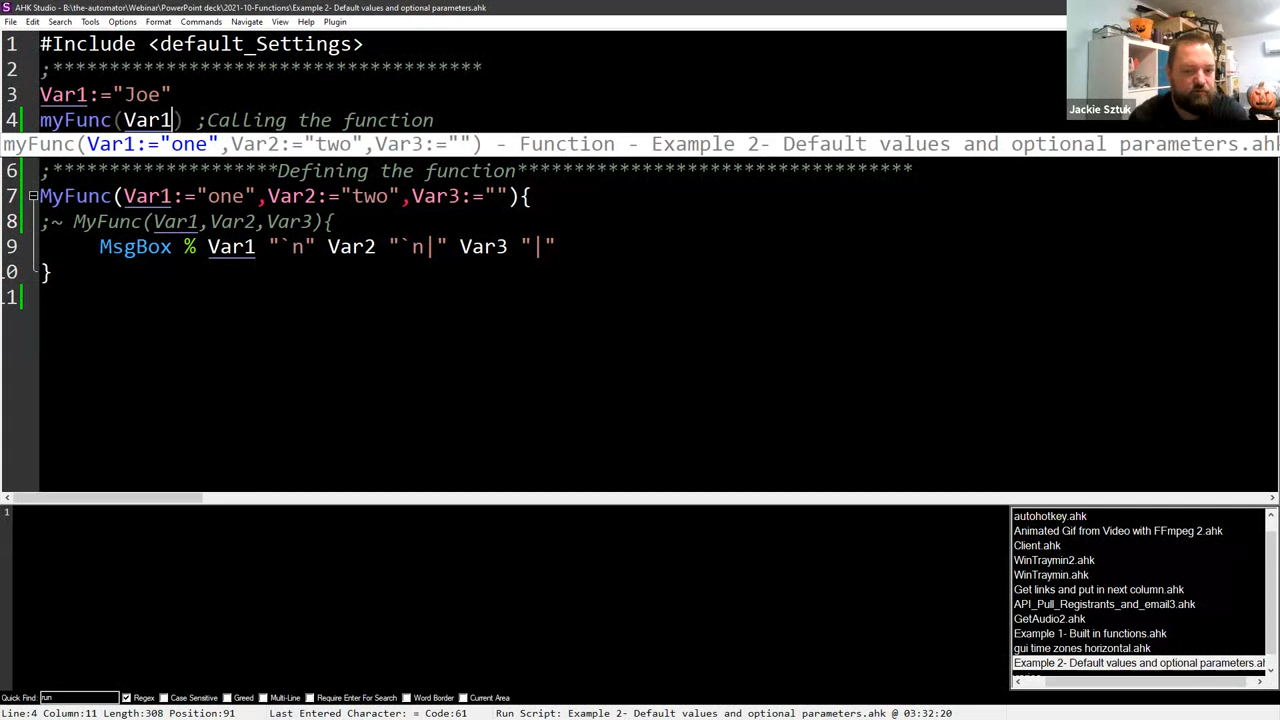 AHK Studio - B:\the-automator\Webinar\PowerPoint deck\2021-10-Functions\Example 2- Default values and optional parameters.ahk
File Edit Search Tools Options Format Commands Navigate View Help Plugin
1 #Include <default_Settings>
2 ;**************************************
3 Var1:="Joe"
4 myFunc(Var1) ;Calling the function
myFunc(Var1:="one",Var2:="two",Var3:="") - Function - Example 2- Default values and optional parameters.ahk
6 ;********************Defining the function***********************************
7 MyFunc(Var1:="one",Var2:="two",Var3:=""){
8 ;~ MyFunc(Var1,Var2,Var3){
9 MsgBox % Var1 "`n" Var2 "`n|" Var3 "|"
10 }
11
Jackie Sztuk
1
autohotkey.ahk
Animated Gif from Video with FFmpeg 2.ahk
Client.ahk
WinTraymin2.ahk
WinTraymin.ahk
Get links and put in next column.ahk
API_Pull_Registrants_and_email3.ahk
GetAudio2.ahk
Example 1- Built in functions.ahk
gui time zones horizontal.ahk
Example 2- Default values and optional parameters.ah
Quick Find: run Regex Case Sensitive Greed Multi-Line Require Enter For Search Word Border Current Area
Line:4 Column:11 Length:308 Position:91 Last Entered Character: = Code:61 Run Script: Example 2- Default values and optional parameters.ahk @ 03:32:20